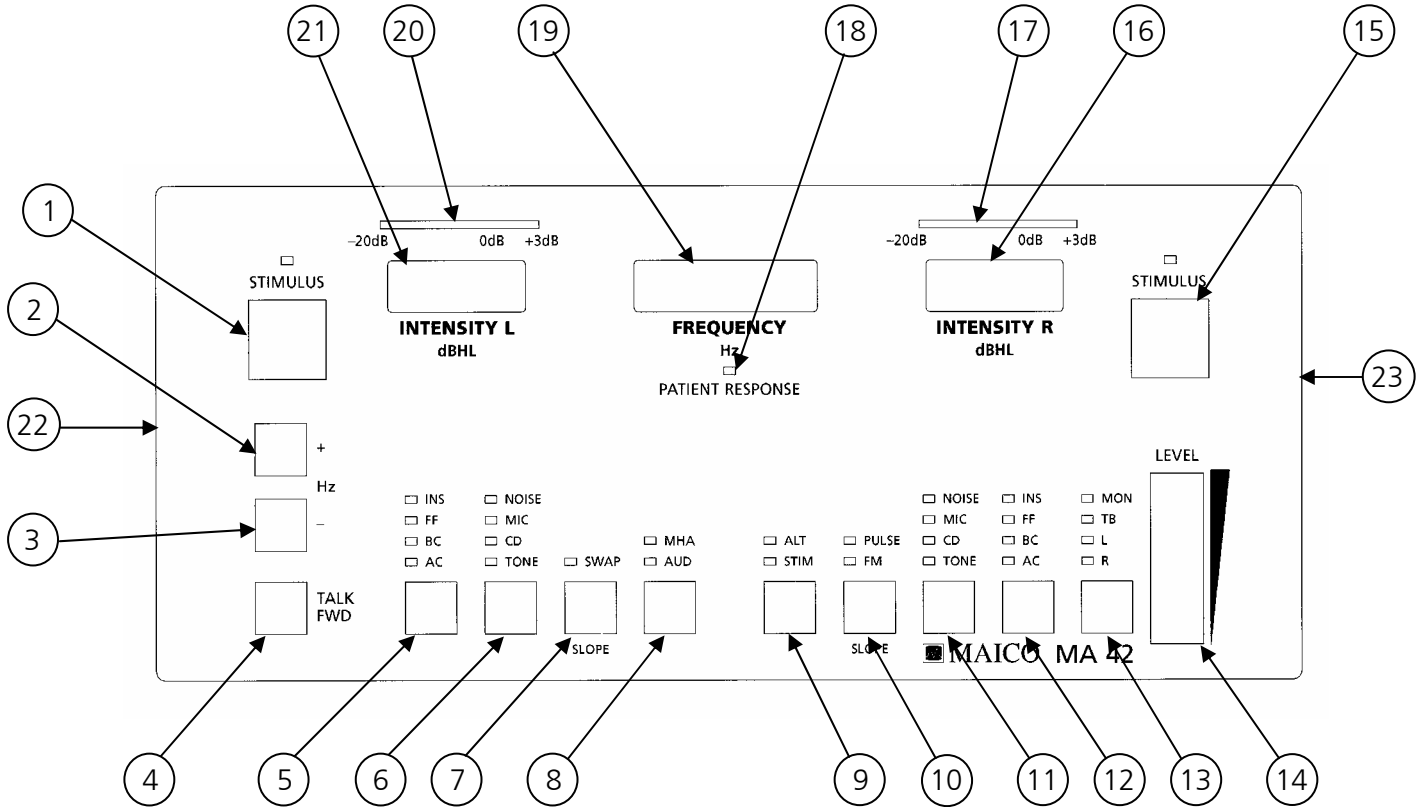 21 20 19 18 17 16 15
1
−20dB 0dB +3dB
−20dB 0dB +3dB
STIMULUS
STIMULUS
2
INTENSITY L
dBHL
FREQUENCY
Hz
INTENSITY R
dBHL
PATIENT RESPONSE
23
22
+
Hz
−
3
LEVEL
INS
FF
BC
AC
NOISE
MIC
CD
TONE
SWAP
MHA
AUD
ALT
STIM
PULSE
FM
NOISE
MIC
CD
TONE
INS
FF
BC
AC
MON
TB
L
R
TALK
FWD
SLOPE
SLOPE
MAICO MA 42
4 5 6 7 8 9 10 11 12 13 14